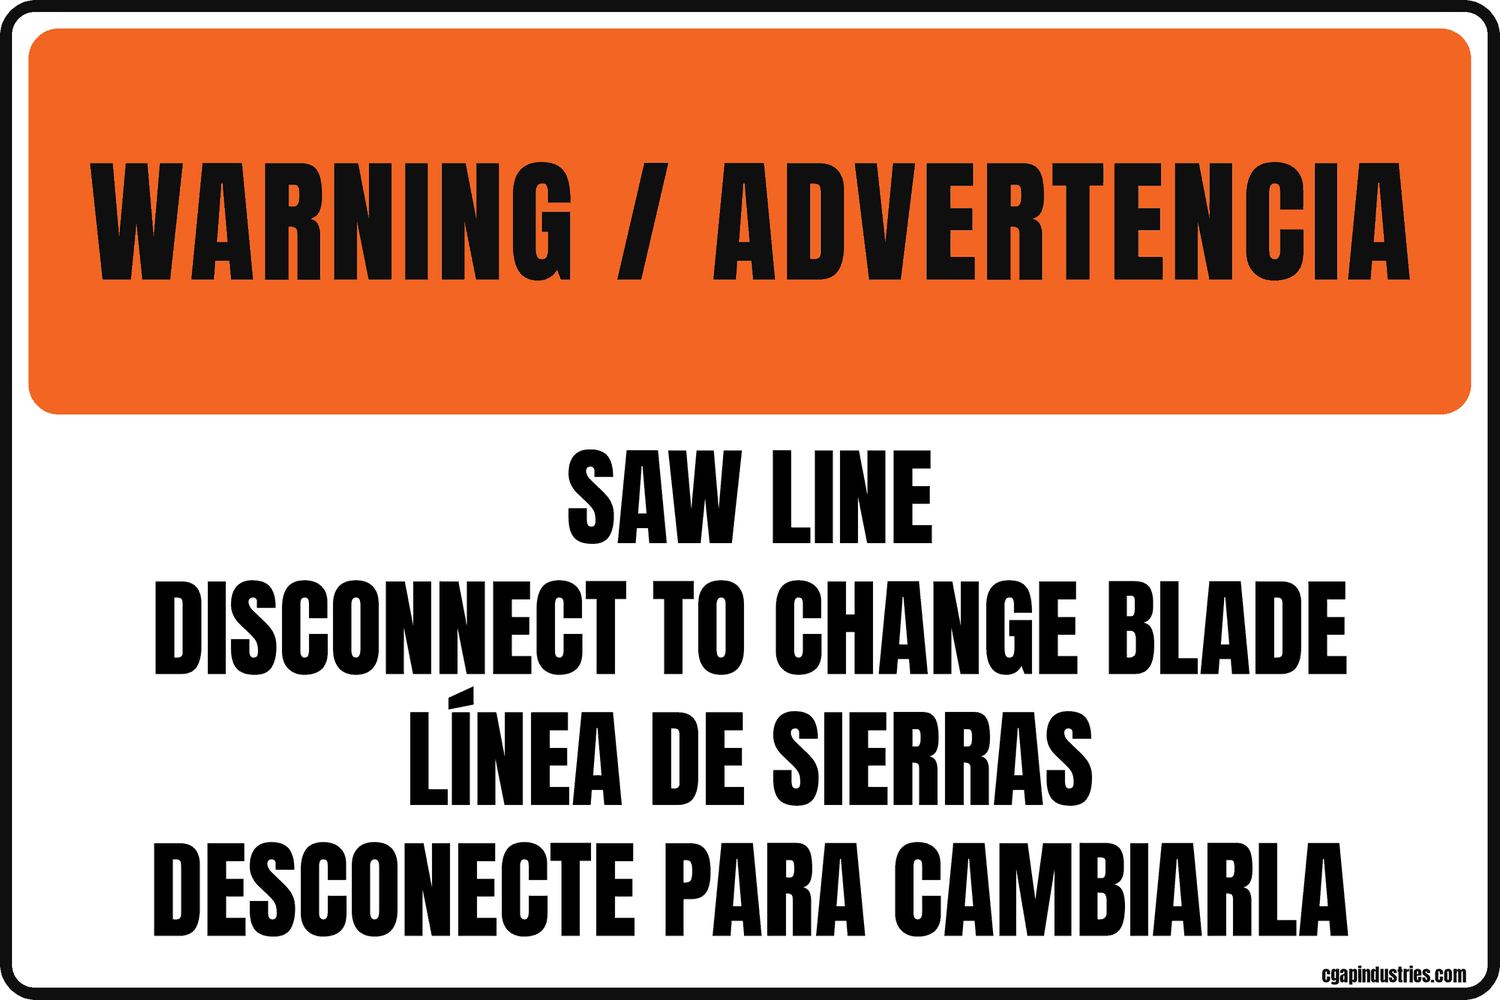 WARNING / ADVERTENCIA
SAW LINE
DISCONNECT TO CHANGE BLADE
LÍNEA DE SIERRAS
DESCONECTE PARA CAMBIARLA
cgapindustries.com